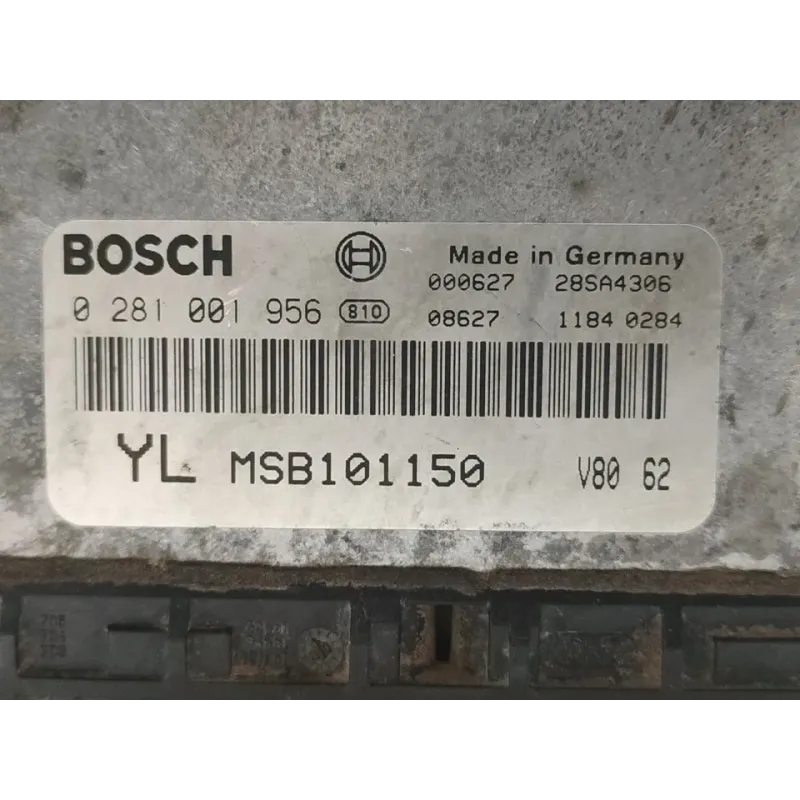 BOSCH
Made in Germany
000627 28SA4306
0 281 001 956 810
08627 1184 0284
YL MSB101150 V80 62